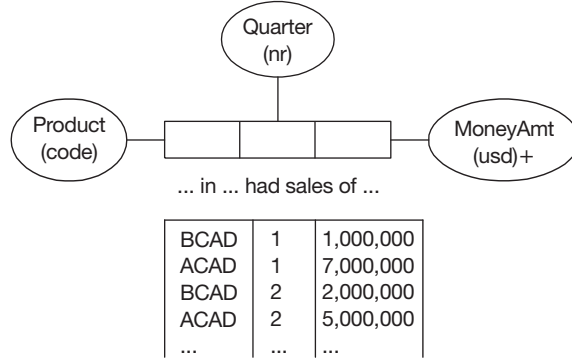 Quarter
(nr)
Product
(code)
MoneyAmt
(usd)+
... in ... had sales of ...
BCAD 1 1,000,000
ACAD 1 7,000,000
BCAD 2 2,000,000
ACAD 2 5,000,000
... ... ...